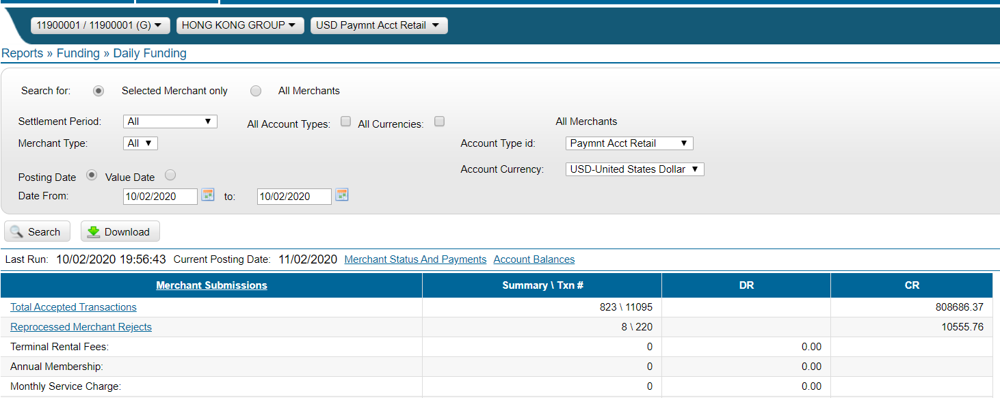 11900001 / 11900001 (G) HONG KONG GROUP USD Paymnt Acct Retail
Reports » Funding » Daily Funding
Search for: Selected Merchant only All Merchants
Settlement Period: All All Account Types: All Currencies: All Merchants
Merchant Type: All Account Type id: Paymnt Acct Retail
Account Currency: USD-United States Dollar
Posting Date Value Date
Date From: 10/02/2020 to: 10/02/2020
Search Download
Last Run: 10/02/2020 19:56:43 Current Posting Date: 11/02/2020 Merchant Status And Payments Account Balances
Merchant Submissions Summary \ Txn # DR CR
Total Accepted Transactions 823 \ 11095 808686.37
Reprocessed Merchant Rejects 8 \ 220 10555.76
Terminal Rental Fees: 0 0.00
Annual Membership: 0 0.00
Monthly Service Charge: 0 0.00